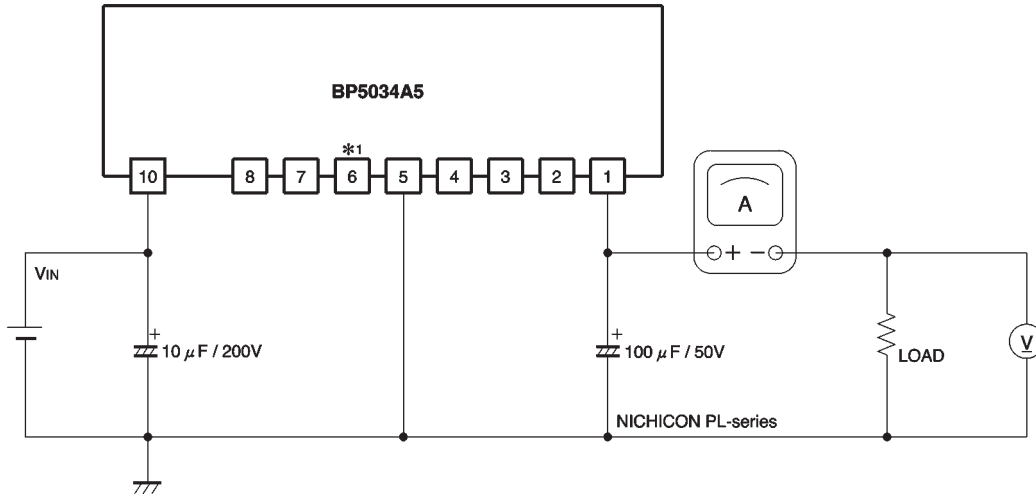 BP5034A5
*1
10 8 7 6 5 4 3 2 1
A
+ −
VIN
+
10 μF / 200V
+
100 μF / 50V
LOAD
V
NICHICON PL-series